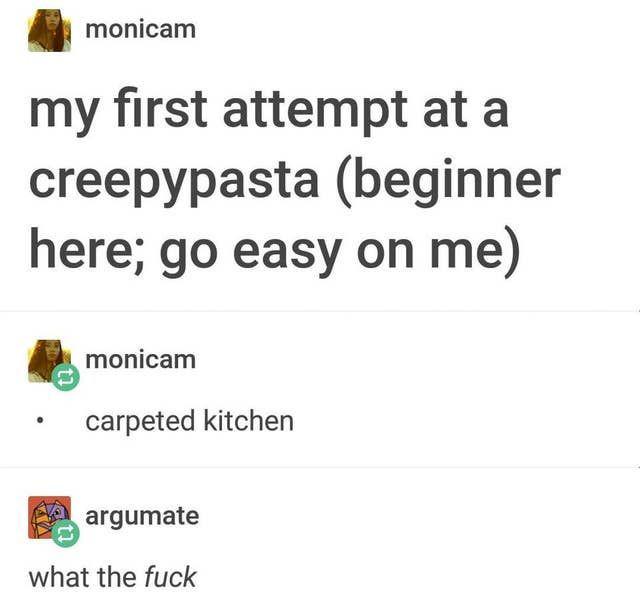 monicam
my first attempt at a
creepypasta (beginner
here; go easy on me)
monicam
• carpeted kitchen
argumate
what the fuck